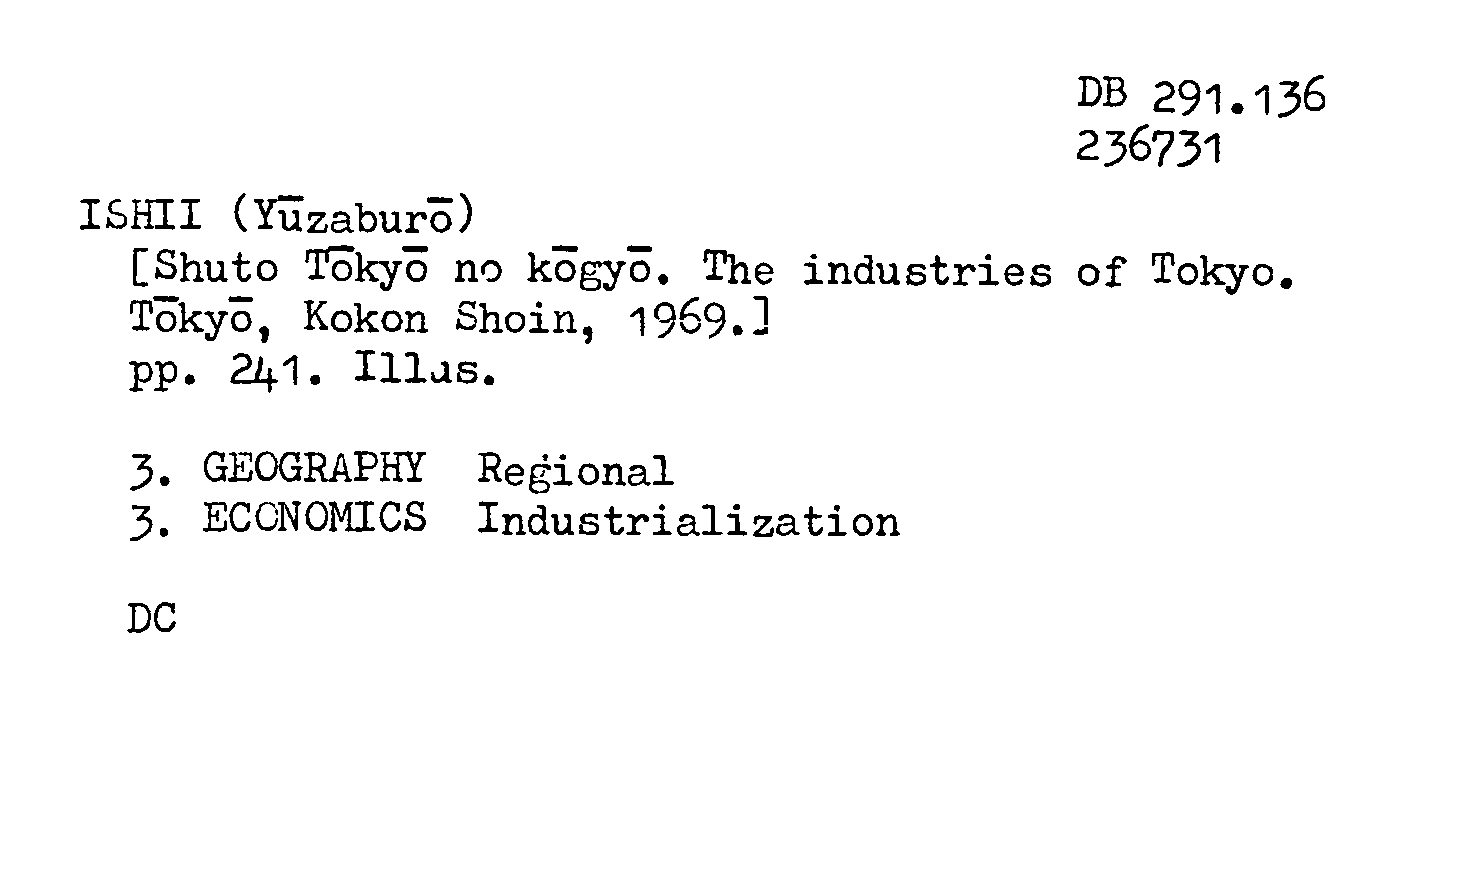 DB 291.136
236731
ISHII (Yūzaburō)
[Shuto Tōkyō no kōgyō. The industries of Tokyo.
Tōkyō, Kokon Shoin, 1969.]
pp. 241. Illus.
3. GEOGRAPHY Regional
3. ECONOMICS Industrialization
DC